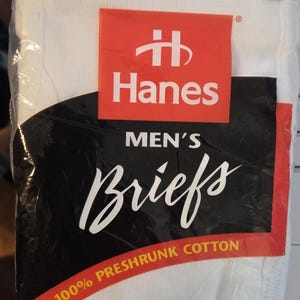 Hanes®
MEN'S
Briefs
100% PRESHRUNK COTTON